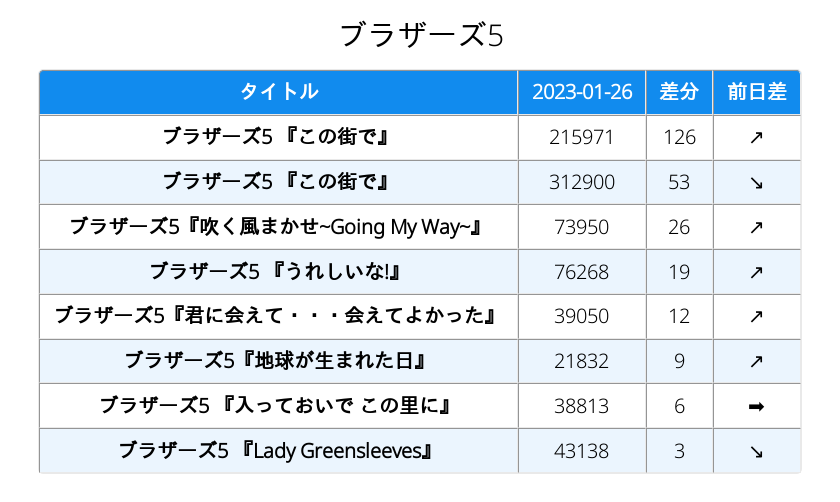 ブラザーズ5
タイトル 2023-01-26 差分 前日差
ブラザーズ5 『この街で』 215971 126 ↗
ブラザーズ5 『この街で』 312900 53 ↘
ブラザーズ5『吹く風まかせ~Going My Way~』 73950 26 ↗
ブラザーズ5 『うれしいな!』 76268 19 ↗
ブラザーズ5『君に会えて・・・会えてよかった』 39050 12 ↗
ブラザーズ5『地球が生まれた日』 21832 9 ↗
ブラザーズ5 『入っておいで この里に』 38813 6 ➡
ブラザーズ5 『Lady Greensleeves』 43138 3 ↘